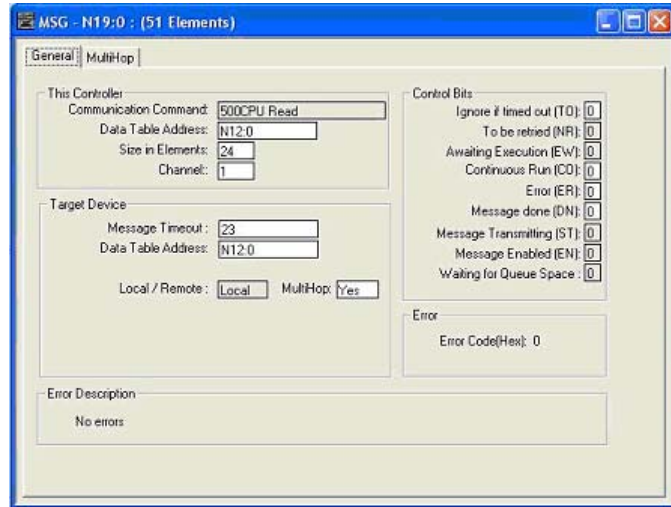 MSG - N19:0 : (51 Elements)
General MultiHop
This Controller
Communication Command: 500CPU Read
Data Table Address: N12:0
Size in Elements: 24
Channel:: 1
Target Device
Message Timeout : 23
Data Table Address: N12:0
Local / Remote : Local MultiHop: Yes
Control Bits
Ignore if timed out (TO): 0
To be retried (NR): 0
Awaiting Execution (EW): 0
Continuous Run (CO): 0
Error (ER): 0
Message done (DN): 0
Message Transmitting (ST): 0
Message Enabled (EN): 0
Waiting for Queue Space : 0
Error
Error Code(Hex): 0
Error Description
No errors